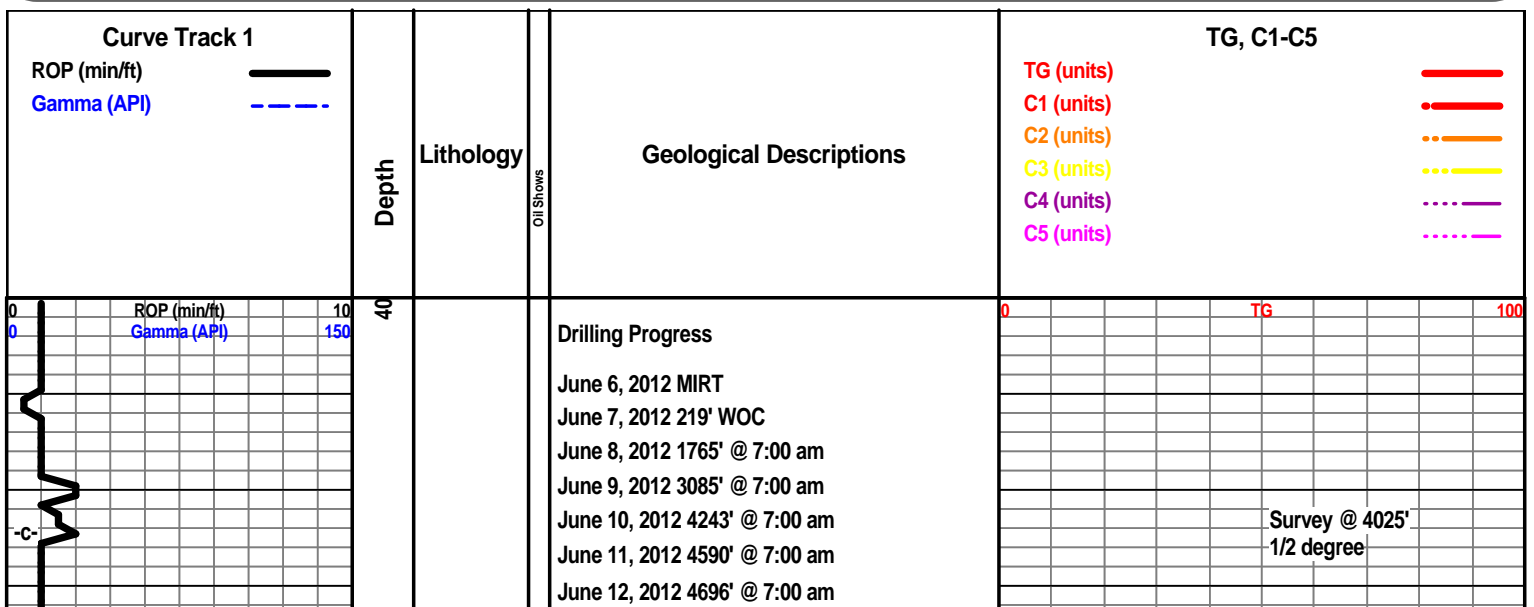 Curve Track 1
ROP (min/ft)
Gamma (API)
Depth
Lithology
Oil Shows
Geological Descriptions
TG, C1-C5
TG (units)
C1 (units)
C2 (units)
C3 (units)
C4 (units)
C5 (units)
0 ROP (min/ft) 10
0 Gamma (API) 150
-c-
40
Drilling Progress
June 6, 2012 MIRT
June 7, 2012 219' WOC
June 8, 2012 1765' @ 7:00 am
June 9, 2012 3085' @ 7:00 am
June 10, 2012 4243' @ 7:00 am
June 11, 2012 4590' @ 7:00 am
June 12, 2012 4696' @ 7:00 am
0 TG 100
Survey @ 4025'
1/2 degree